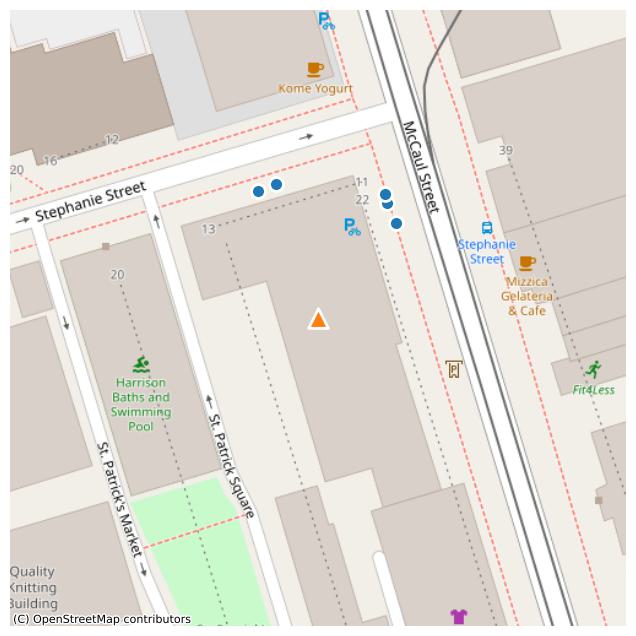 Kome Yogurt
12
16
20
Stephanie Street
McCaul Street
39
11
22
13
Stephanie
Street
Mizzica
Gelateria
& Cafe
20
Harrison
Baths and
Swimming
Pool
Fit4Less
St. Patrick's Market
St. Patrick Square
Quality
Knitting
Building
(C) OpenStreetMap contributors